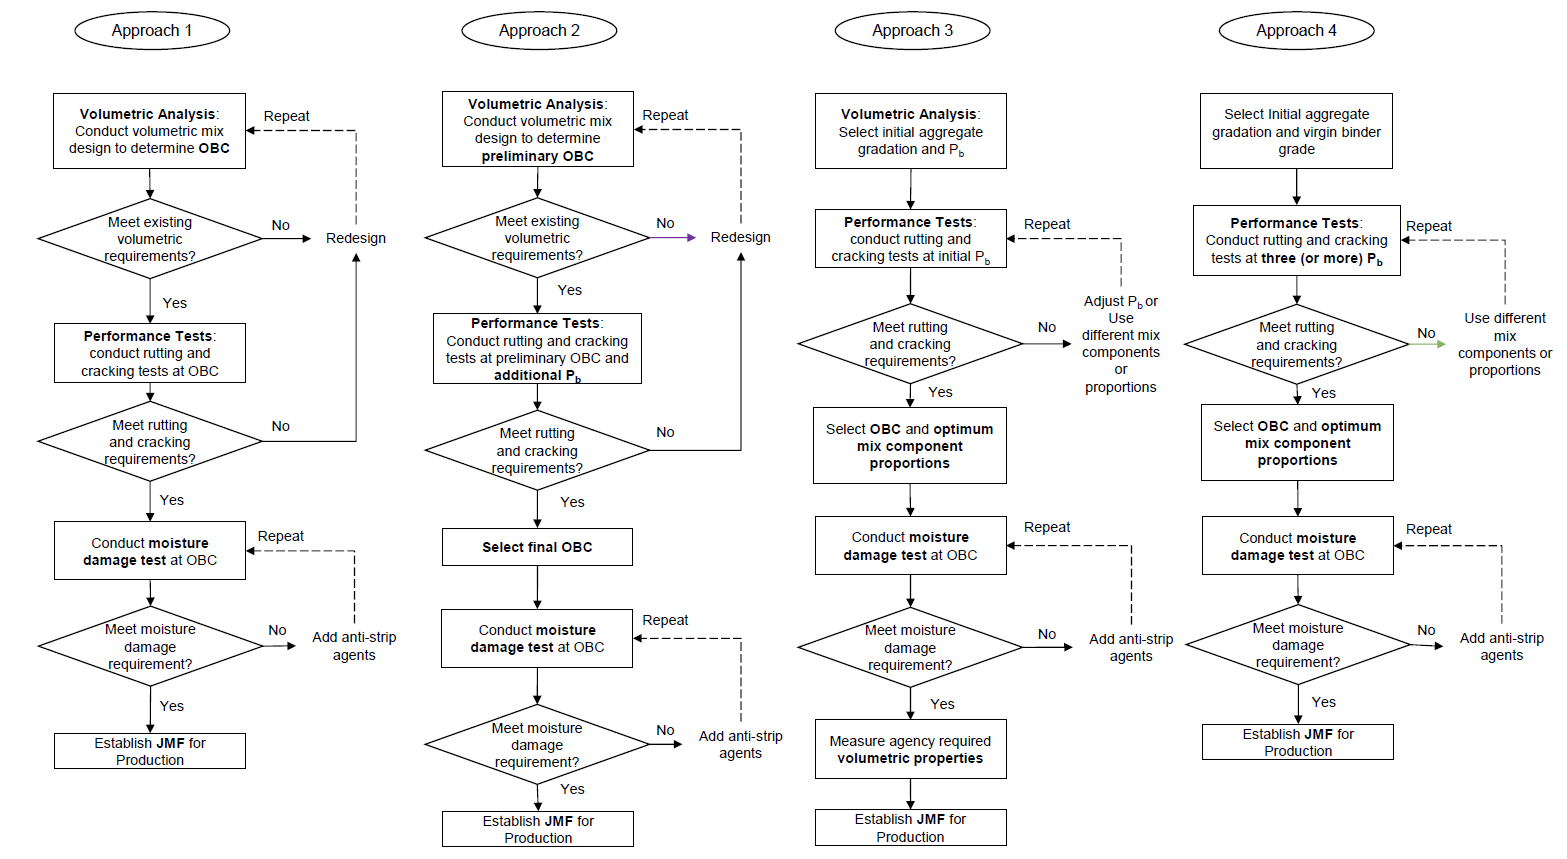 Approach 1
Volumetric Analysis:
Conduct volumetric mix
design to determine OBC
Repeat
Meet existing
volumetric
requirements?
No
Redesign
Yes
Performance Tests:
conduct rutting and
cracking tests at OBC
Meet rutting
and cracking
requirements?
No
Yes
Conduct moisture
damage test at OBC
Repeat
Meet moisture
damage
requirement?
No
Add anti-strip
agents
Yes
Establish JMF for
Production
Approach 2
Volumetric Analysis:
Conduct volumetric mix
design to determine
preliminary OBC
Repeat
Meet existing
volumetric
requirements?
No
Redesign
Yes
Performance Tests:
Conduct rutting and cracking
tests at preliminary OBC and
additional Pb
Meet rutting
and cracking
requirements?
No
Yes
Select final OBC
Conduct moisture
damage test at OBC
Repeat
Meet moisture
damage
requirement?
No
Add anti-strip
agents
Yes
Establish JMF for
Production
Approach 3
Volumetric Analysis:
Select initial aggregate
gradation and Pb
Performance Tests:
conduct rutting and
cracking tests at initial Pb
Repeat
Meet rutting
and cracking
requirements?
No
Adjust Pb or
Use
different mix
components
or
proportions
Yes
Select OBC and optimum
mix component
proportions
Conduct moisture
damage test at OBC
Repeat
Meet moisture
damage
requirement?
No
Add anti-strip
agents
Yes
Measure agency required
volumetric properties
Establish JMF for
Production
Approach 4
Select Initial aggregate
gradation and virgin binder
grade
Performance Tests:
Conduct rutting and cracking
tests at three (or more) Pb
Repeat
Meet rutting
and cracking
requirements?
No
Use different
mix
components or
proportions
Yes
Select OBC and optimum
mix component
proportions
Conduct moisture
damage test at OBC
Repeat
Meet moisture
damage
requirement?
No
Add anti-strip
agents
Yes
Establish JMF for
Production